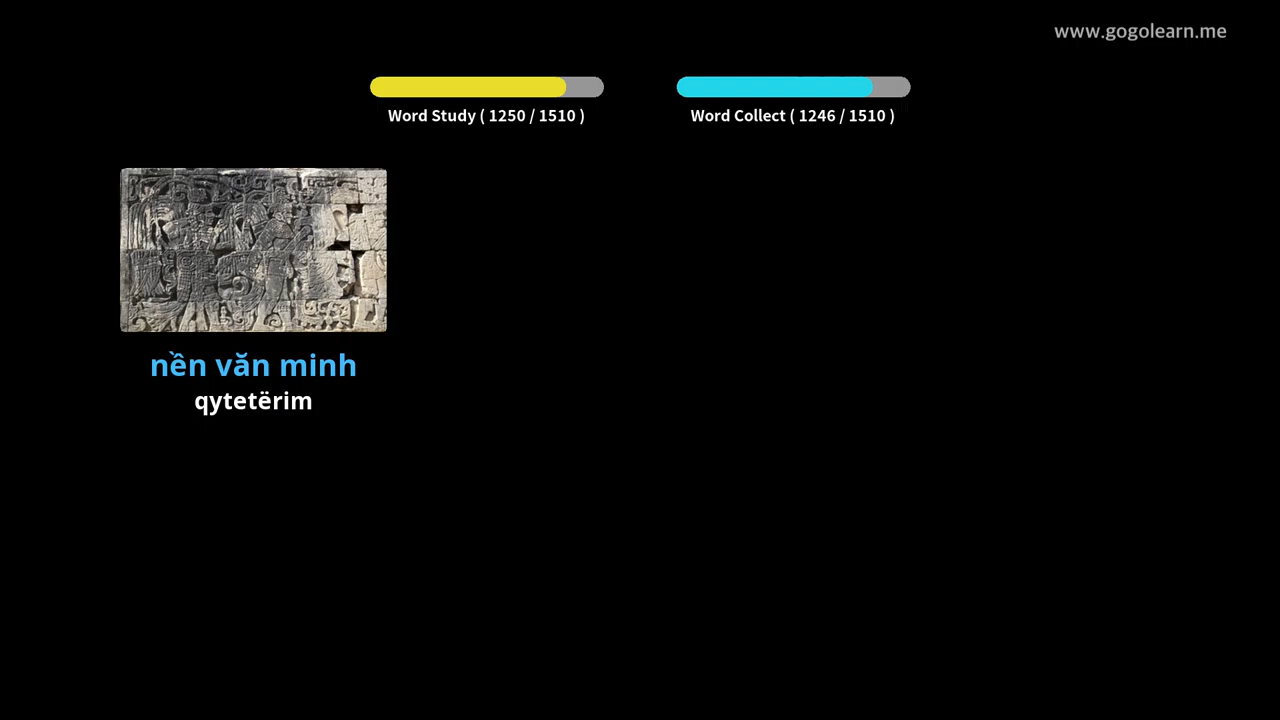 www.gogolearn.me
Word Study ( 1250 / 1510 )
Word Collect ( 1246 / 1510 )
nền văn minh
qytetërim